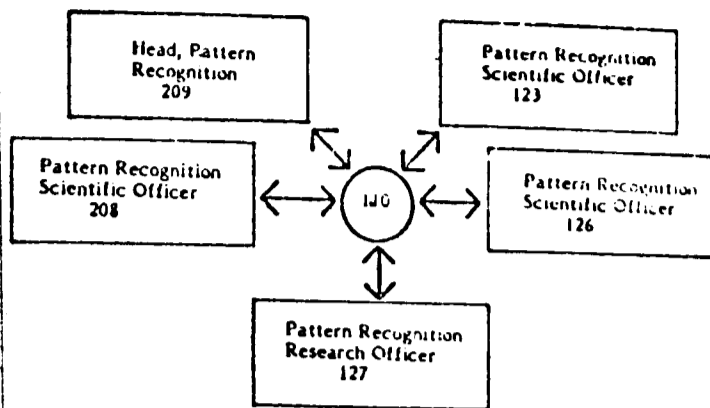 Head, Pattern
Recognition
209
Pattern Recognition
Scientific Officer
123
Pattern Recognition
Scientific Officer
208
Pattern Recognition
Scientific Officer
126
Pattern Recognition
Research Officer
127